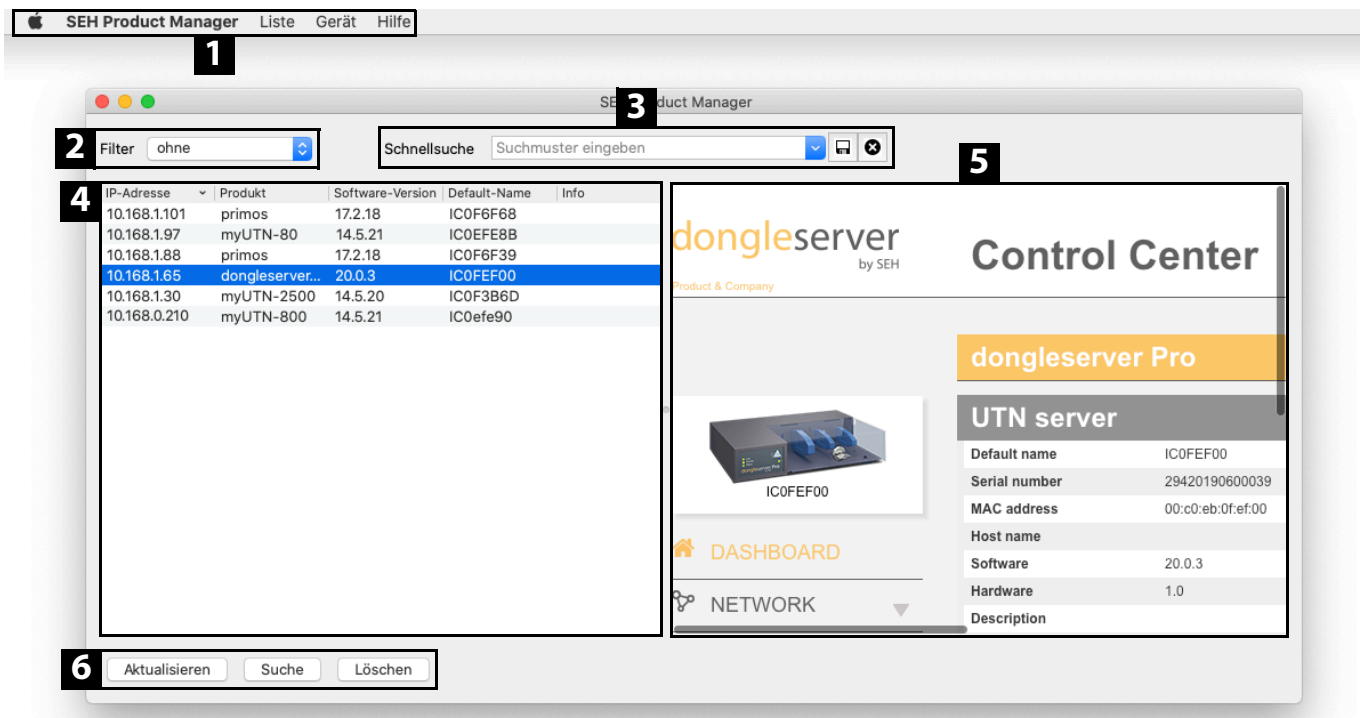 SEH Product Manager Liste Gerät Hilfe
1
SE duct Manager
3
2
Filter ohne
Schnellsuche Suchmuster eingeben
4
IP-Adresse Produkt Software-Version Default-Name Info
10.168.1.101 primos 17.2.18 IC0F6F68
10.168.1.97 myUTN-80 14.5.21 IC0EFE8B
10.168.1.88 primos 17.2.18 IC0F6F39
10.168.1.65 dongleserver... 20.0.3 IC0FEF00
10.168.1.30 myUTN-2500 14.5.20 IC0F3B6D
10.168.0.210 myUTN-800 14.5.21 IC0efe90
5
dongleserver
by SEH
Product & Company
Control Center
dongleserver Pro
IC0FEF00
DASHBOARD
NETWORK
UTN server
Default name IC0FEF00
Serial number 29420190600039
MAC address 00:c0:eb:0f:ef:00
Host name
Software 20.0.3
Hardware 1.0
Description
6
Aktualisieren Suche Löschen